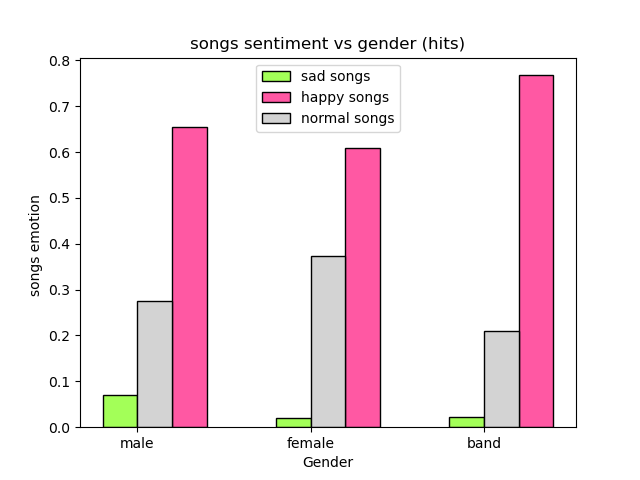 songs sentiment vs gender (hits)
sad songs
happy songs
normal songs
0.8
0.7
0.6
0.5
0.4
0.3
0.2
0.1
0.0
songs emotion
male
female
band
Gender